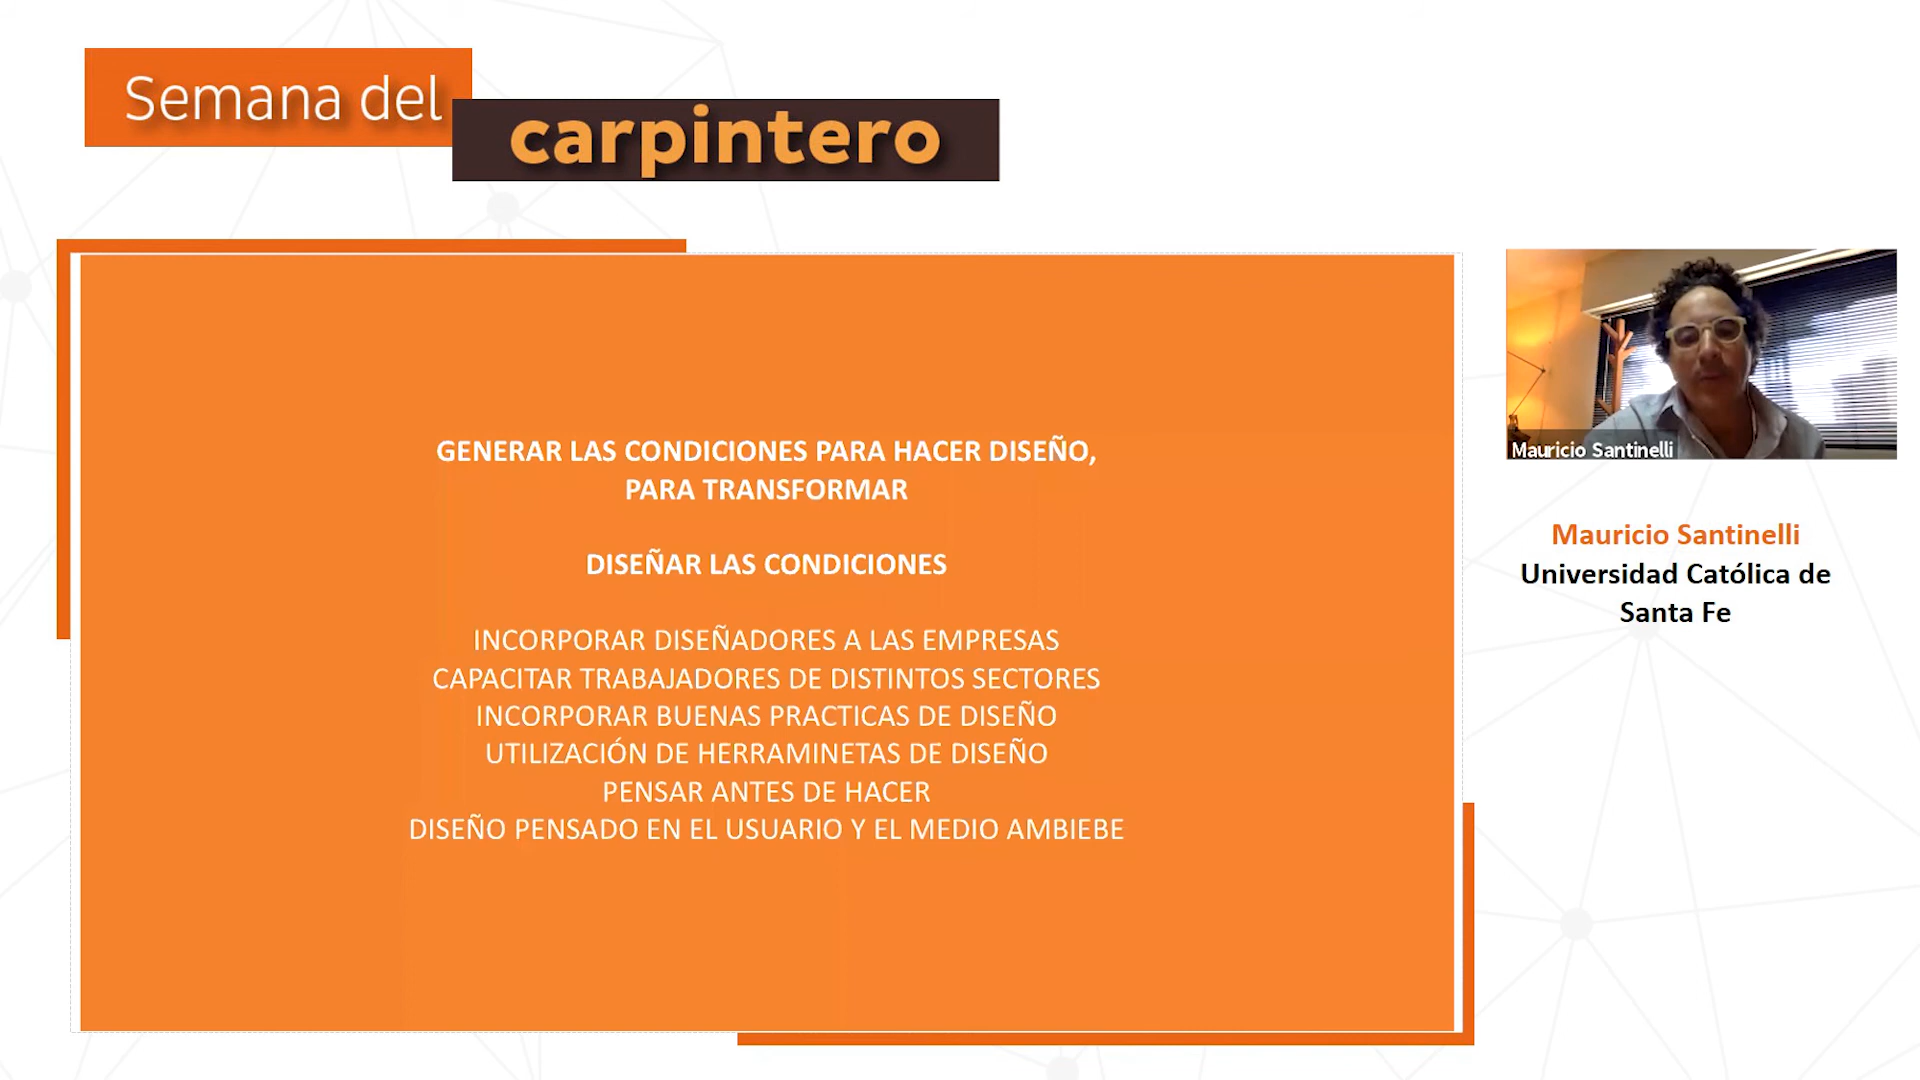 Semana del
carpintero
GENERAR LAS CONDICIONES PARA HACER DISEÑO,
PARA TRANSFORMAR
DISEÑAR LAS CONDICIONES
INCORPORAR DISEÑADORES A LAS EMPRESAS
CAPACITAR TRABAJADORES DE DISTINTOS SECTORES
INCORPORAR BUENAS PRACTICAS DE DISEÑO
UTILIZACIÓN DE HERRAMINETAS DE DISEÑO
PENSAR ANTES DE HACER
DISEÑO PENSADO EN EL USUARIO Y EL MEDIO AMBIEBE
Mauricio Santinelli
Mauricio Santinelli
Universidad Católica de
Santa Fe